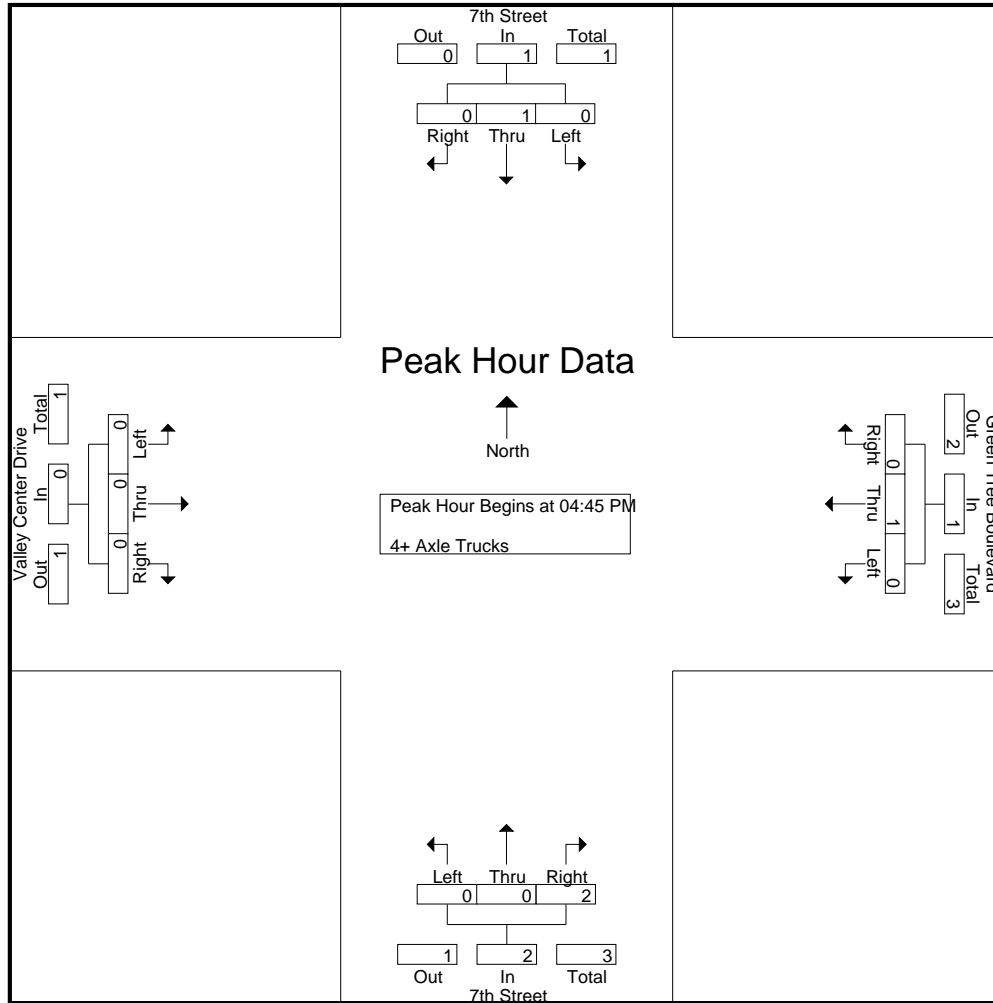 7th Street
Out In Total
0 1 1
0 1 0
Right Thru Left
Peak Hour Data
North
Peak Hour Begins at 04:45 PM
4+ Axle Trucks
Valley Center Drive
Out In Total
1 0 1
0 0 0
Left Thru Right
Green Tree Boulevard
Out In Total
2 1 3
0 1 0
Right Thru Left
Left Thru Right
0 0 2
1 2 3
Out In Total
7th Street